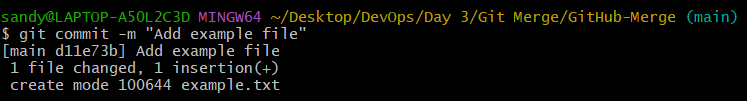 sandy@LAPTOP-A5OL2C3D MINGW64 ~/Desktop/DevOps/Day 3/Git Merge/GitHub-Merge (main)
$ git commit -m "Add example file"
[main d11e73b] Add example file
 1 file changed, 1 insertion(+)
 create mode 100644 example.txt